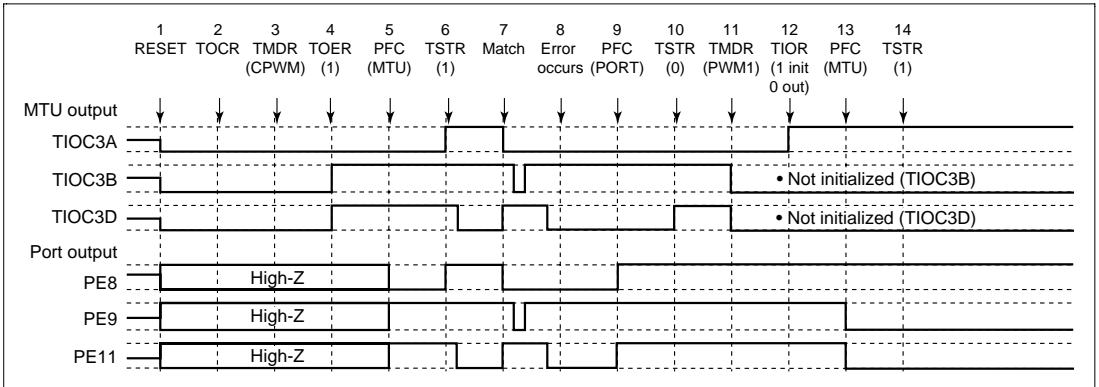 1 2 3 4 5 6 7 8 9 10 11 12 13 14
RESET TOCR TMDR TOER PFC TSTR Match Error PFC TSTR TMDR TIOR PFC TSTR
(CPWM) (1) (MTU) (1) occurs (PORT) (0) (PWM1) (1 init (MTU) (1)
0 out)
MTU output
TIOC3A
TIOC3B
• Not initialized (TIOC3B)
TIOC3D
• Not initialized (TIOC3D)
Port output
PE8
High-Z
PE9
High-Z
PE11
High-Z